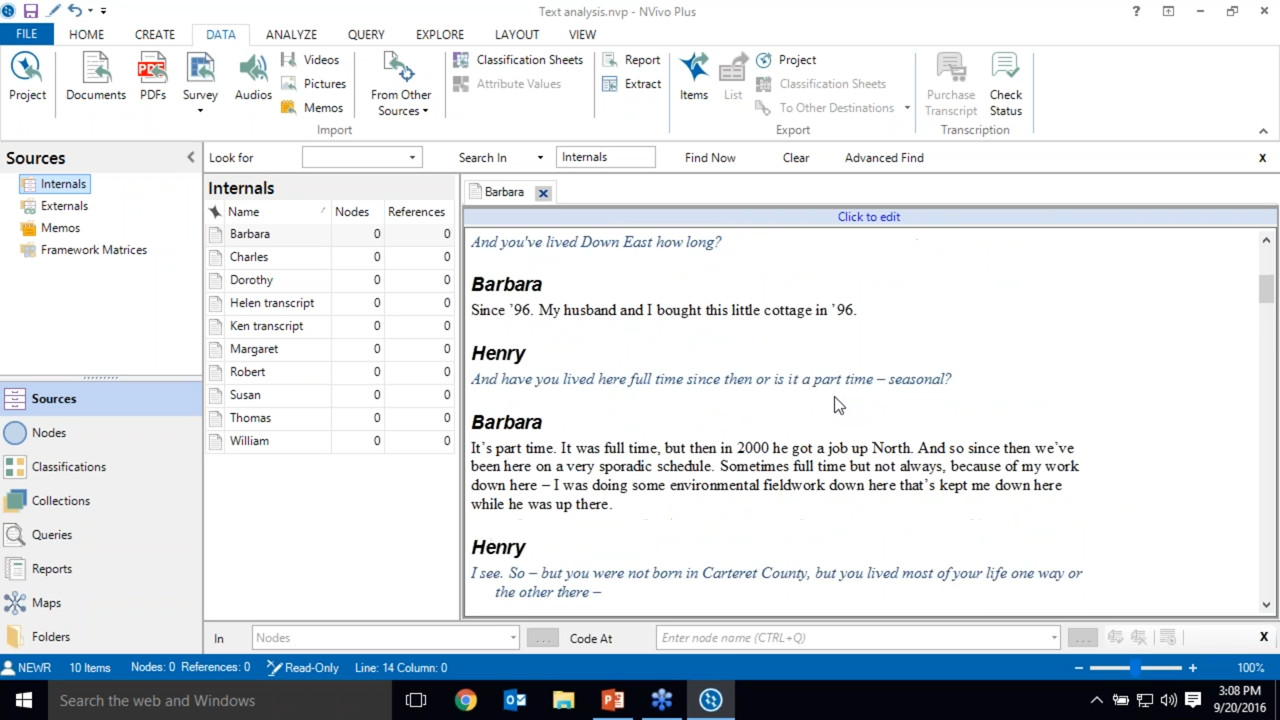 Text analysis.nvp - NVivo Plus
?
FILE HOME CREATE DATA ANALYZE QUERY EXPLORE LAYOUT VIEW
Project
Documents
PDF
PDFs
Survey
Audios
Videos
Pictures
Memos
From Other
Sources
Classification Sheets
Attribute Values
Report
Extract
Items
List
Project
Classification Sheets
To Other Destinations
Purchase
Transcript
Check
Status
Import
Export
Transcription
Sources
Internals
Externals
Memos
Framework Matrices
Look for Search In Internals Find Now Clear Advanced Find x
Internals
Name Nodes References
Barbara 0 0
Charles 0 0
Dorothy 0 0
Helen transcript 0 0
Ken transcript 0 0
Margaret 0 0
Robert 0 0
Susan 0 0
Thomas 0 0
William 0 0
Barbara
Click to edit
And you've lived Down East how long?
Barbara
Since ’96. My husband and I bought this little cottage in ’96.
Henry
And have you lived here full time since then or is it a part time – seasonal?
Barbara
It’s part time. It was full time, but then in 2000 he got a job up North. And so since then we’ve
been here on a very sporadic schedule. Sometimes full time but not always, because of my work
down here – I was doing some environmental fieldwork down here that’s kept me down here
while he was up there.
Henry
I see. So – but you were not born in Carteret County, but you lived most of your life one way or
the other there –
Sources
Nodes
Classifications
Collections
Queries
Reports
Maps
Folders
In Nodes ... Code At Enter node name (CTRL+Q) ... X
NEWR 10 Items Nodes: 0 References: 0 Read-Only Line: 14 Column: 0 100%
Search the web and Windows
3:08 PM
9/20/2016